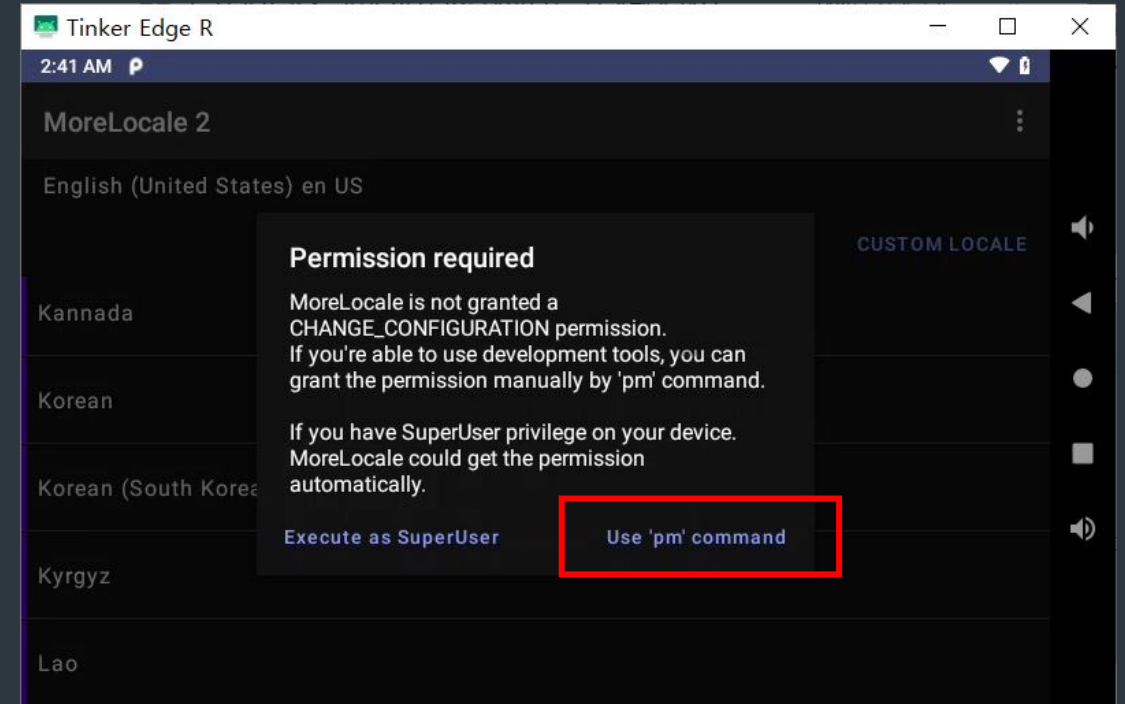 Tinker Edge R
2:41 AM
MoreLocale 2
English (United States) en US
CUSTOM LOCALE
Permission required
MoreLocale is not granted a
CHANGE_CONFIGURATION permission.
If you're able to use development tools, you can
grant the permission manually by 'pm' command.
If you have SuperUser privilege on your device.
MoreLocale could get the permission
automatically.
Execute as SuperUser
Use 'pm' command
Kannada
Korean
Korean (South Korea
Kyrgyz
Lao